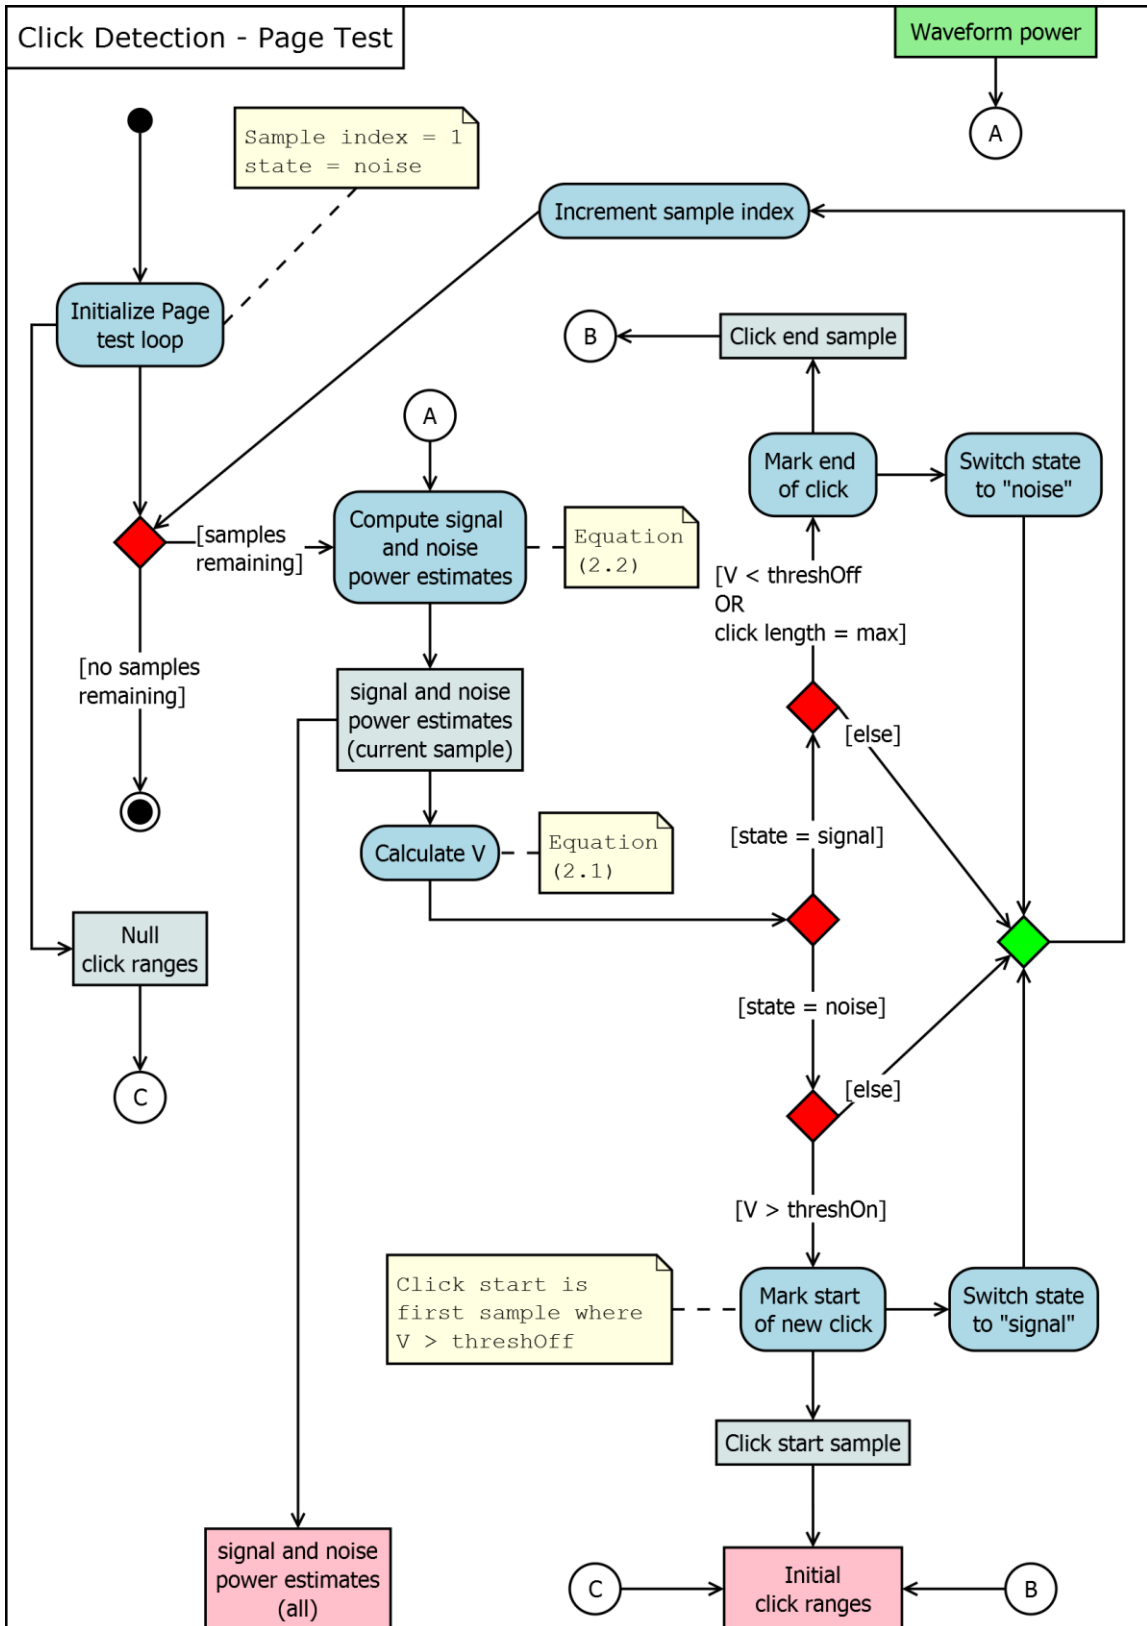 Click Detection - Page Test
Waveform power
A
Sample index = 1
state = noise
Increment sample index
Initialize Page
test loop
B
Click end sample
A
Mark end
of click
Switch state
to "noise"
[samples
remaining]
Compute signal
and noise
power estimates
Equation
(2.2)
[V < threshOff
OR
click length = max]
[no samples
remaining]
signal and noise
power estimates
(current sample)
[else]
[state = signal]
Calculate V
Equation
(2.1)
Null
click ranges
[state = noise]
C
[else]
[V > threshOn]
Click start is
first sample where
V > threshOff
Mark start
of new click
Switch state
to "signal"
Click start sample
signal and noise
power estimates
(all)
C
Initial
click ranges
B